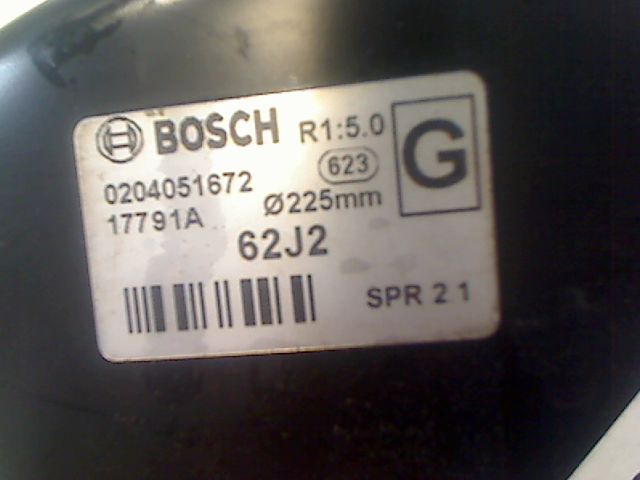 BOSCH R1:5.0 G
0204051672 623
17791A Ø225mm
62J2
SPR 2 1